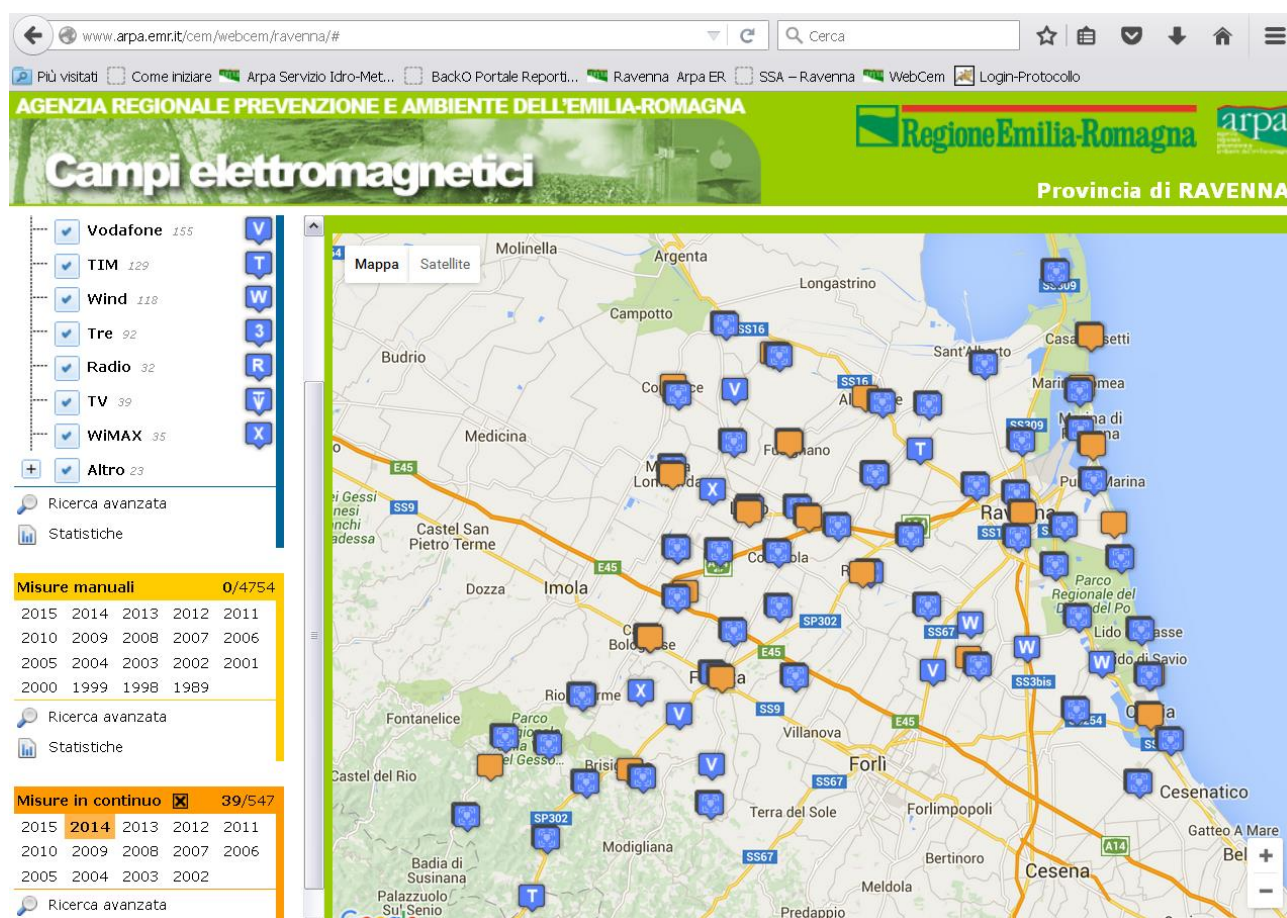 www.arpa.emr.it/cem/webcem/ravenna/#
Cerca
Più visitati Come iniziare Arpa Servizio Idro-Met... BackO Portale Reporti... Ravenna Arpa ER SSA – Ravenna WebCem Login-Protocollo
AGENZIA REGIONALE PREVENZIONE E AMBIENTE DELL'EMILIA-ROMAGNA
Campi elettromagnetici
RegioneEmilia-Romagna
arpa
Provincia di RAVENNA
Vodafone 155 V
TIM 129 T
Wind 118 W
Tre 92 3
Radio 32 R
TV 39
WiMAX 35 X
+ Altro 23
Ricerca avanzata
Statistiche
Misure manuali 0/4754
2015 2014 2013 2012 2011
2010 2009 2008 2007 2006
2005 2004 2003 2002 2001
2000 1999 1998 1989
Ricerca avanzata
Statistiche
Misure in continuo 39/547
2015 2014 2013 2012 2011
2010 2009 2008 2007 2006
2005 2004 2003 2002
Ricerca avanzata
Mappa Satellite
Molinella
Argenta
Longastrino
SS309
Campotto
SS16
Budrio
SS16
V
Medicina
SS309
T
Marina di
E45
X
SS9
Castel San
Pietro Terme
E45
Imola
Dozza
Parco
Regionale del
SP302
SS67
W
W
W
V
E45
SS3bis
X
SS9
V
E45
Fontanelice
Parco
Villanova
Castel del Rio
V
Forlì
SS67
Cesenatico
Terra del Sole
Forlimpopoli
SP302
Gatteo A Mare
Modigliana
SS67
A14
Bertinoro
Badia di
Susinana
Cesena
Meldola
Palazzuolo
Sul Senio
T
Predappio
+
−